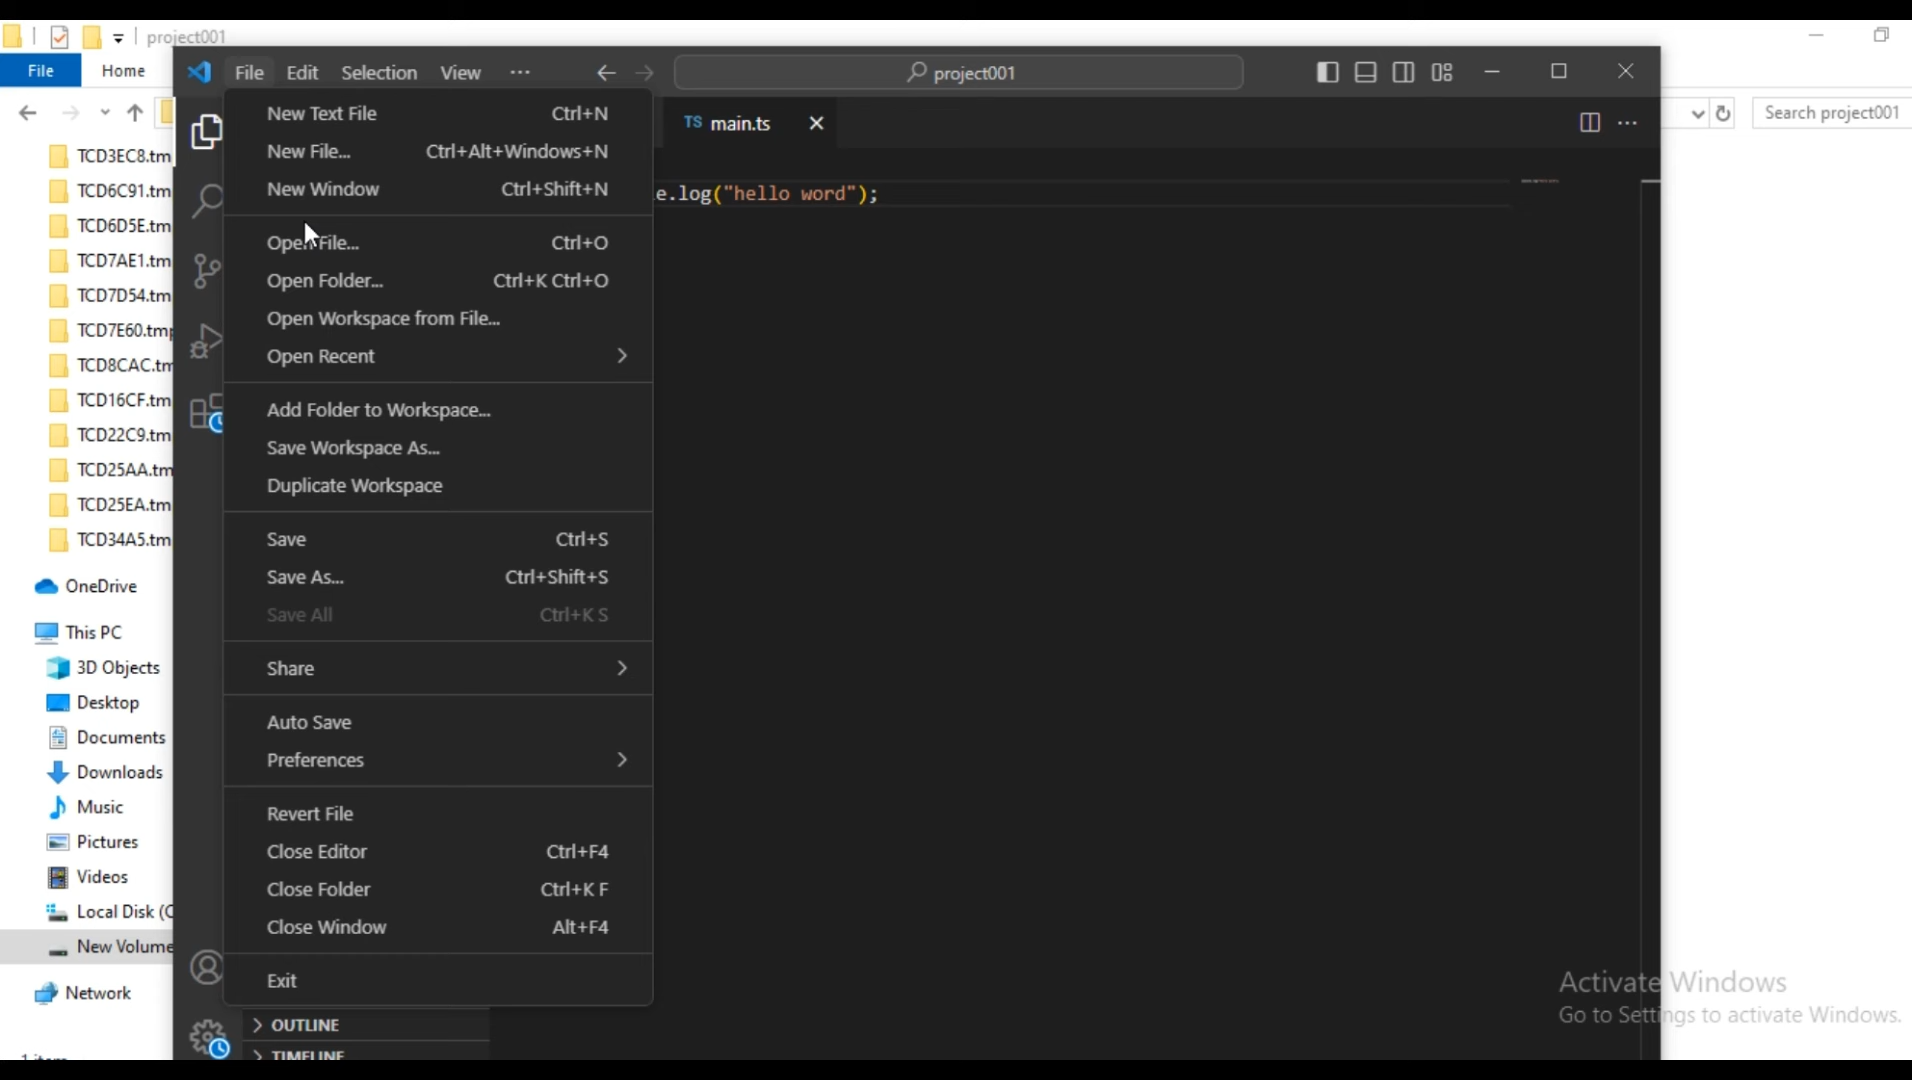 project001
File Home
Search project001
TCD3EC8.tm
TCD6C91.tm
TCD6D5E.tm
TCD7AE1.tm
TCD7D54.tm
TCD7E60.tmp
TCD8CAC.tm
TCD16CF.tm
TCD22C9.tm
TCD25AA.tm
TCD25EA.tm
TCD34A5.tm
OneDrive
This PC
3D Objects
Desktop
Documents
Downloads
Music
Pictures
Videos
Local Disk (C
New Volume
Network
File Edit Selection View ...
project001
TS main.ts
e.log("hello word");
New Text File Ctrl+N
New File... Ctrl+Alt+Windows+N
New Window Ctrl+Shift+N
Open File... Ctrl+O
Open Folder... Ctrl+K Ctrl+O
Open Workspace from File...
Open Recent
Add Folder to Workspace...
Save Workspace As...
Duplicate Workspace
Save Ctrl+S
Save As... Ctrl+Shift+S
Save All Ctrl+K S
Share
Auto Save
Preferences
Revert File
Close Editor Ctrl+F4
Close Folder Ctrl+K F
Close Window Alt+F4
Exit
OUTLINE
TIMELINE
Activate Windows
Go to Settings to activate Windows.